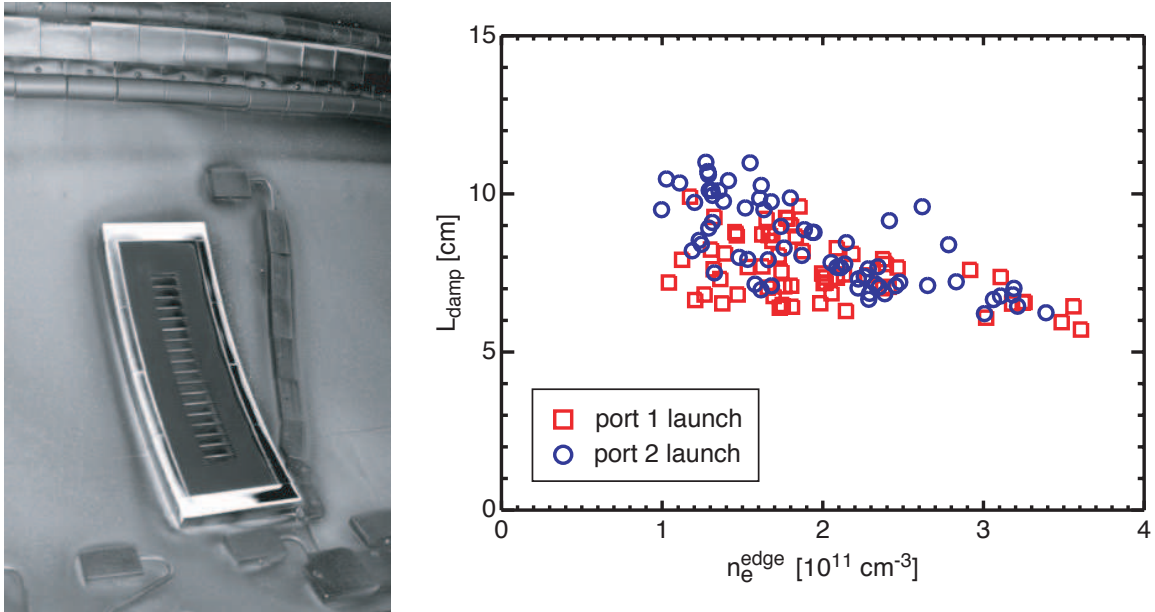 15
10
5
0
L_damp [cm]
port 1 launch
port 2 launch
0 1 2 3 4
n_e^edge [10^11 cm^-3]